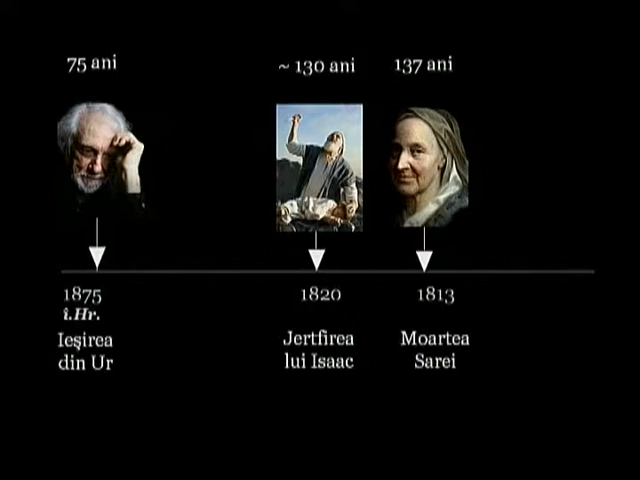 75 ani
~ 130 ani
137 ani
1875
î.Hr.
Ieşirea
din Ur
1820
Jertfirea
lui Isaac
1813
Moartea
Sarei